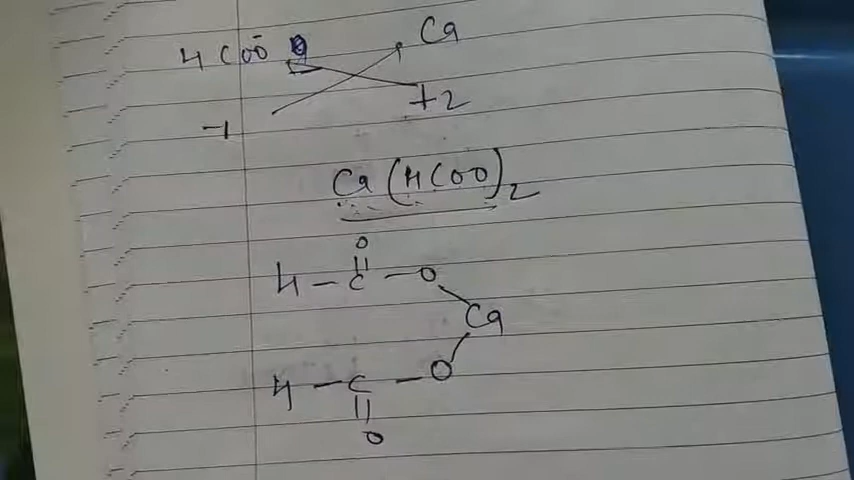 HCOO⁻ Ca
-1 +2
Ca(HCOO)2
O
||
H - C - O
Ca
H - C - O
||
O